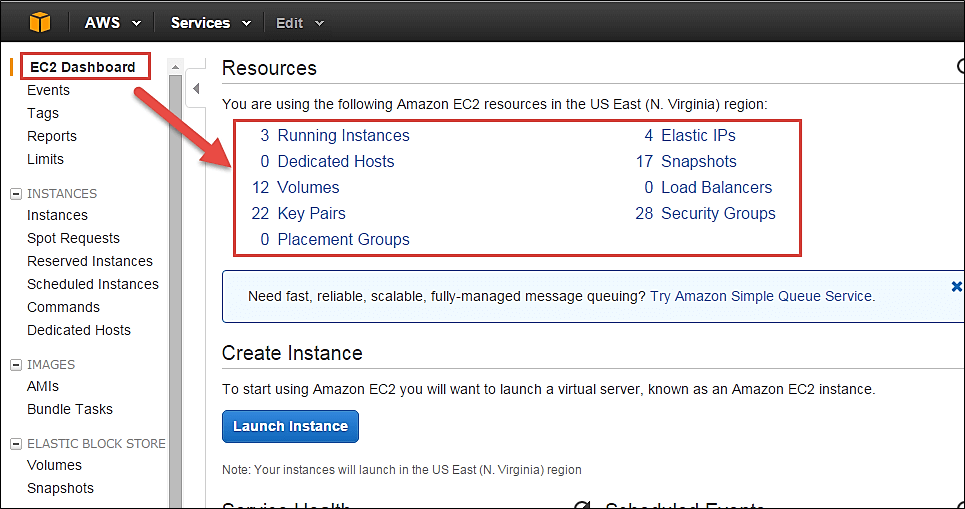 AWS Services Edit
EC2 Dashboard
Events
Tags
Reports
Limits
INSTANCES
Instances
Spot Requests
Reserved Instances
Scheduled Instances
Commands
Dedicated Hosts
IMAGES
AMIs
Bundle Tasks
ELASTIC BLOCK STORE
Volumes
Snapshots
Resources
You are using the following Amazon EC2 resources in the US East (N. Virginia) region:
3 Running Instances
0 Dedicated Hosts
12 Volumes
22 Key Pairs
0 Placement Groups
4 Elastic IPs
17 Snapshots
0 Load Balancers
28 Security Groups
Need fast, reliable, scalable, fully-managed message queuing? Try Amazon Simple Queue Service.
Create Instance
To start using Amazon EC2 you will want to launch a virtual server, known as an Amazon EC2 instance.
Launch Instance
Note: Your instances will launch in the US East (N. Virginia) region
Service Health
Scheduled Events